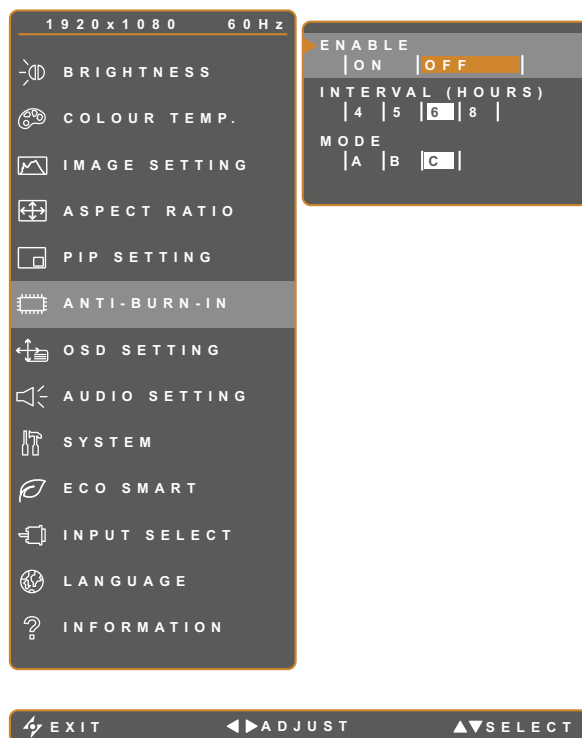 1920x1080 60Hz
BRIGHTNESS
COLOUR TEMP.
IMAGE SETTING
ASPECT RATIO
PIP SETTING
ANTI-BURN-IN
OSD SETTING
AUDIO SETTING
SYSTEM
ECO SMART
INPUT SELECT
LANGUAGE
INFORMATION
ENABLE
ON OFF
INTERVAL (HOURS)
4 5 6 8
MODE
A B C
EXIT ADJUST SELECT